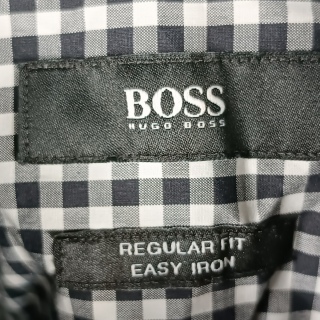 BOSS
HUGO BOSS
REGULAR FIT
EASY IRON